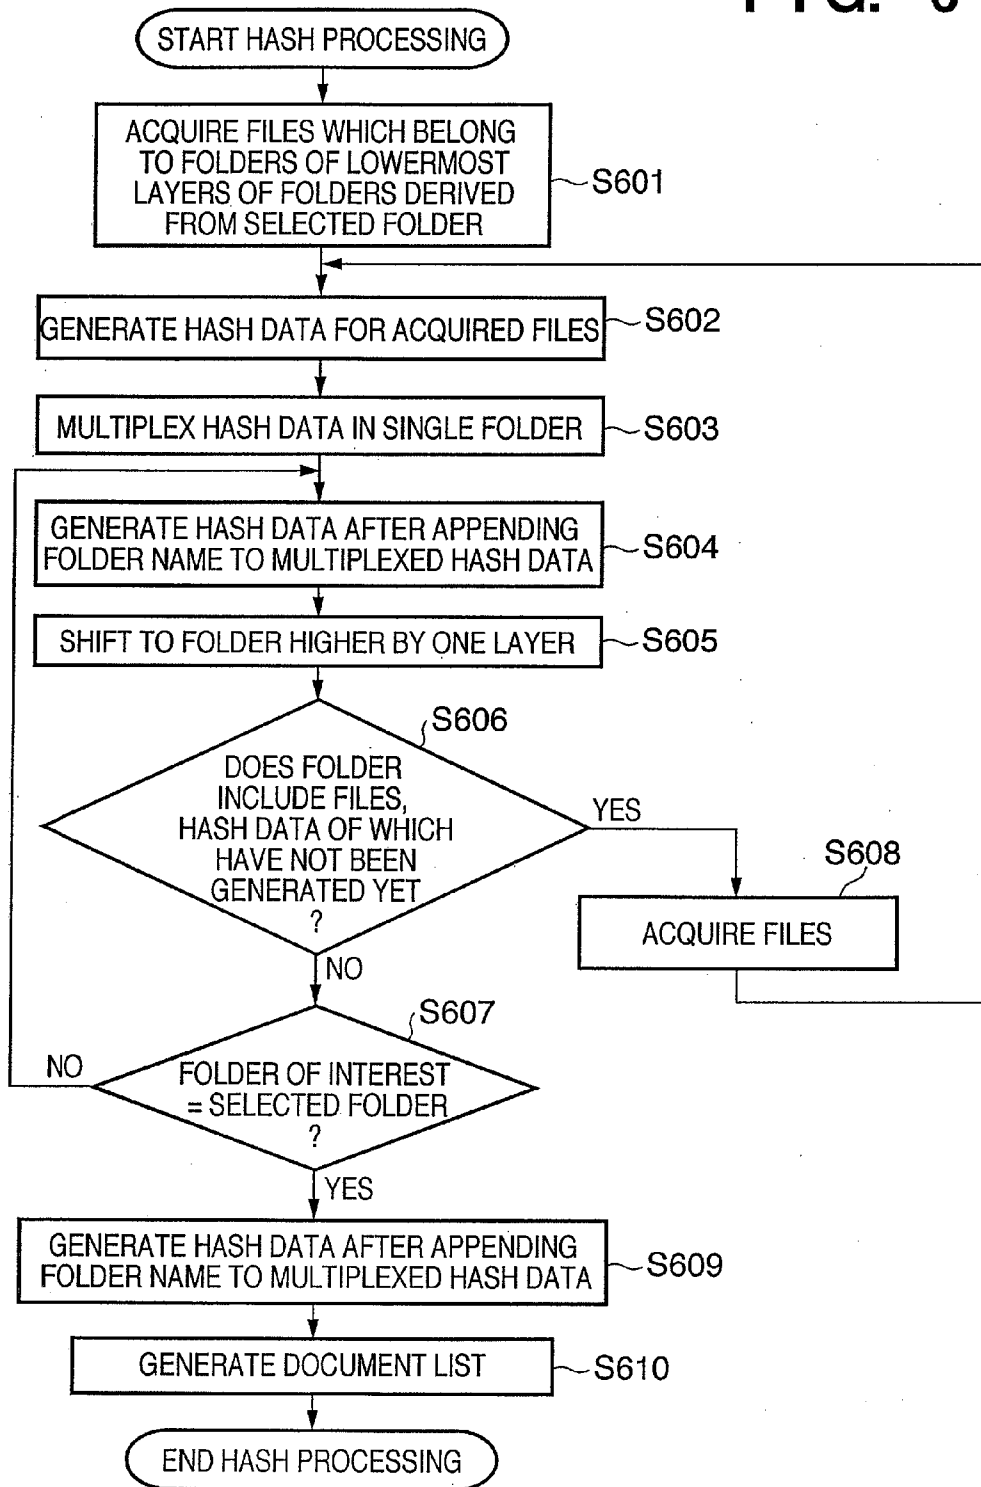 FIG. 6
START HASH PROCESSING
ACQUIRE FILES WHICH BELONG
TO FOLDERS OF LOWERMOST
LAYERS OF FOLDERS DERIVED
FROM SELECTED FOLDER
S601
GENERATE HASH DATA FOR ACQUIRED FILES
S602
MULTIPLEX HASH DATA IN SINGLE FOLDER
S603
GENERATE HASH DATA AFTER APPENDING
FOLDER NAME TO MULTIPLEXED HASH DATA
S604
SHIFT TO FOLDER HIGHER BY ONE LAYER
S605
S606
DOES FOLDER
INCLUDE FILES,
HASH DATA OF WHICH
HAVE NOT BEEN
GENERATED YET
?
YES
S608
ACQUIRE FILES
NO
S607
NO
FOLDER OF INTEREST
= SELECTED FOLDER
?
YES
GENERATE HASH DATA AFTER APPENDING
FOLDER NAME TO MULTIPLEXED HASH DATA
S609
GENERATE DOCUMENT LIST
S610
END HASH PROCESSING